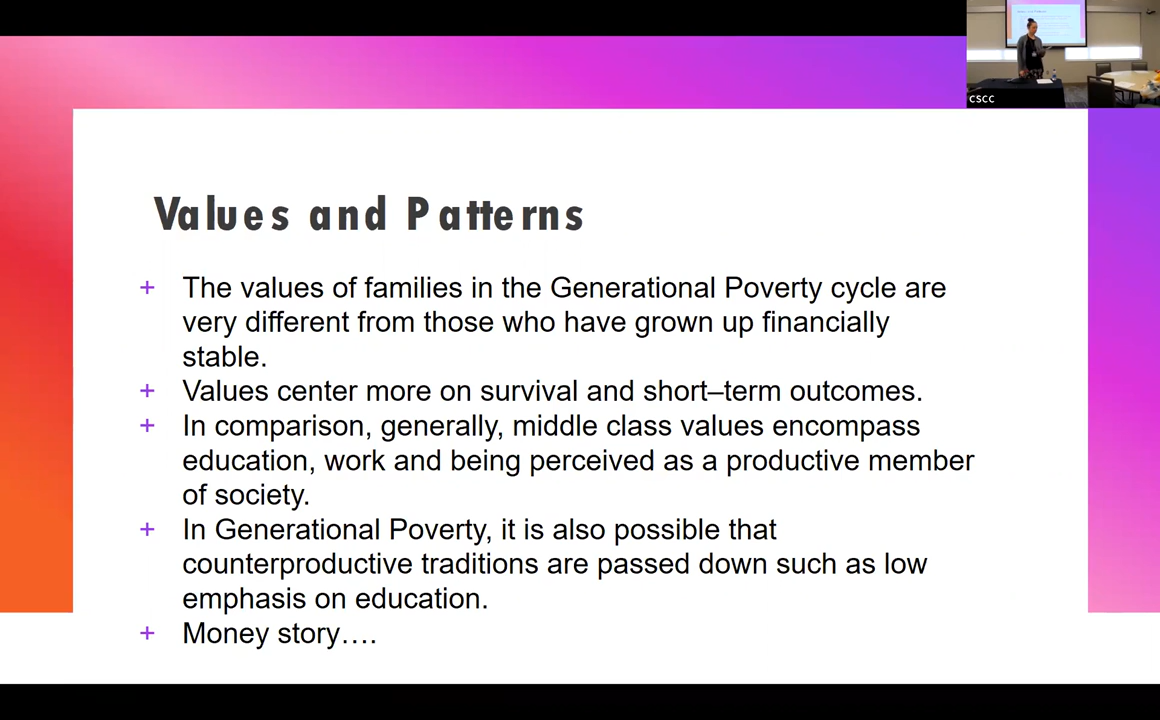 CSCC
Values and Patterns
+ The values of families in the Generational Poverty cycle are
very different from those who have grown up financially
stable.
+ Values center more on survival and short–term outcomes.
+ In comparison, generally, middle class values encompass
education, work and being perceived as a productive member
of society.
+ In Generational Poverty, it is also possible that
counterproductive traditions are passed down such as low
emphasis on education.
+ Money story….